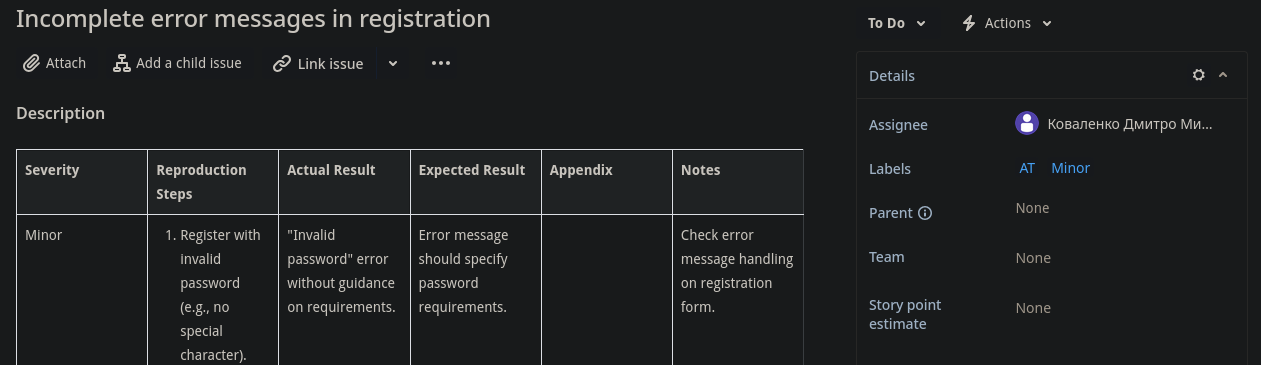 Incomplete error messages in registration
Attach
Add a child issue
Link issue
Description
Severity
Reproduction
Steps
Actual Result
Expected Result
Appendix
Notes
Minor
1. Register with
invalid
password
(e.g., no
special
character).
"Invalid
password" error
without guidance
on requirements.
Error message
should specify
password
requirements.
Check error
message handling
on registration
form.
To Do
Actions
Details
Assignee
Коваленко Дмитро Ми...
Labels
AT Minor
Parent
None
Team
None
Story point
estimate
None